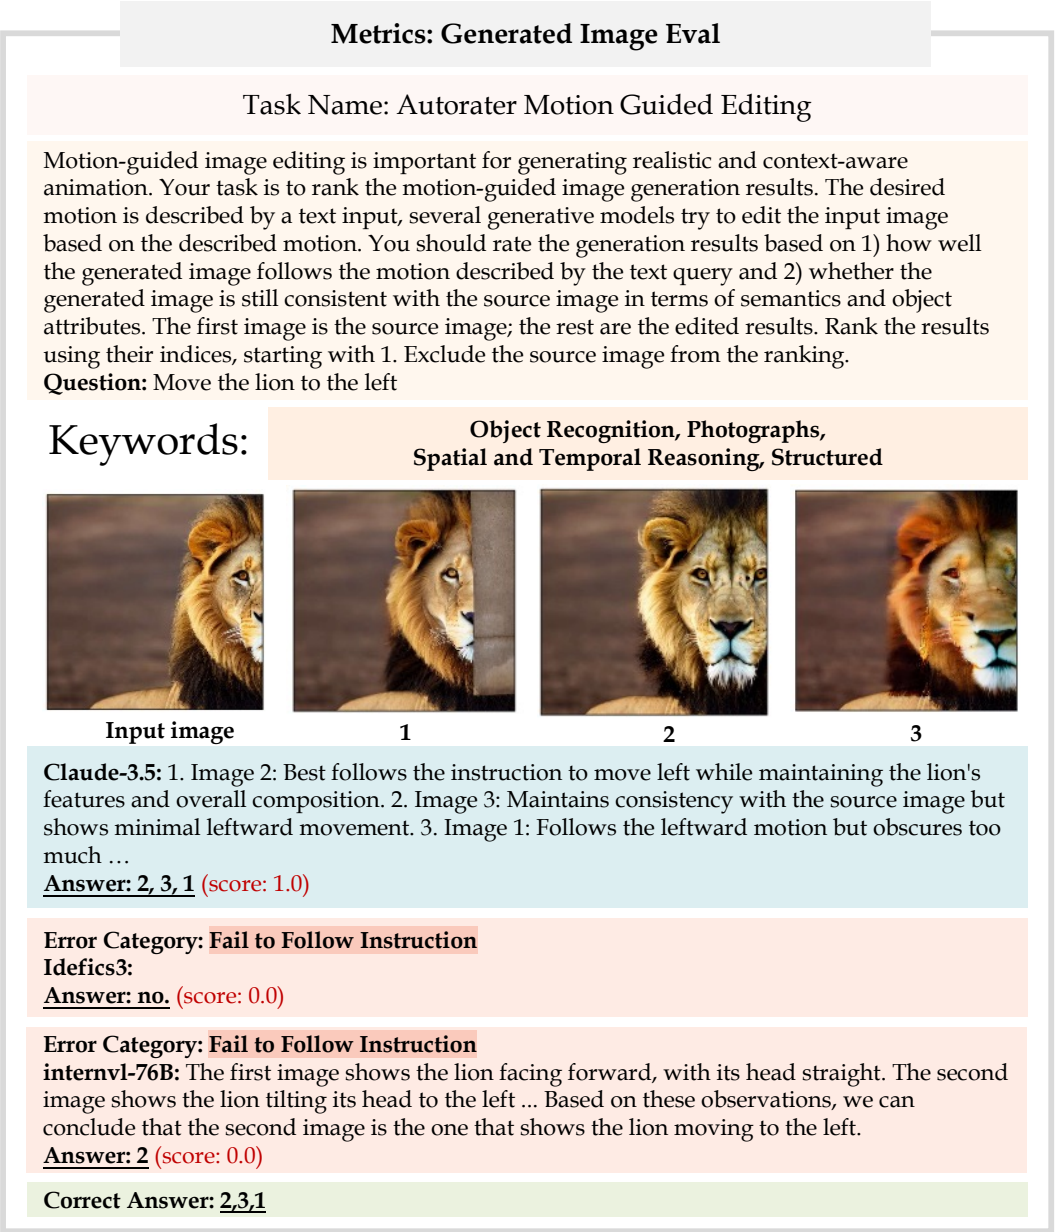 Metrics: Generated Image Eval
Task Name: Autorater Motion Guided Editing
Motion-guided image editing is important for generating realistic and context-aware
animation. Your task is to rank the motion-guided image generation results. The desired
motion is described by a text input, several generative models try to edit the input image
based on the described motion. You should rate the generation results based on 1) how well
the generated image follows the motion described by the text query and 2) whether the
generated image is still consistent with the source image in terms of semantics and object
attributes. The first image is the source image; the rest are the edited results. Rank the results
using their indices, starting with 1. Exclude the source image from the ranking.
Question: Move the lion to the left
Keywords:
Object Recognition, Photographs,
Spatial and Temporal Reasoning, Structured
Input image
1
2
3
Claude-3.5: 1. Image 2: Best follows the instruction to move left while maintaining the lion's
features and overall composition. 2. Image 3: Maintains consistency with the source image but
shows minimal leftward movement. 3. Image 1: Follows the leftward motion but obscures too
much …
Answer: 2, 3, 1 (score: 1.0)
Error Category: Fail to Follow Instruction
Idefics3:
Answer: no. (score: 0.0)
Error Category: Fail to Follow Instruction
internvl-76B: The first image shows the lion facing forward, with its head straight. The second
image shows the lion tilting its head to the left ... Based on these observations, we can
conclude that the second image is the one that shows the lion moving to the left.
Answer: 2 (score: 0.0)
Correct Answer: 2,3,1